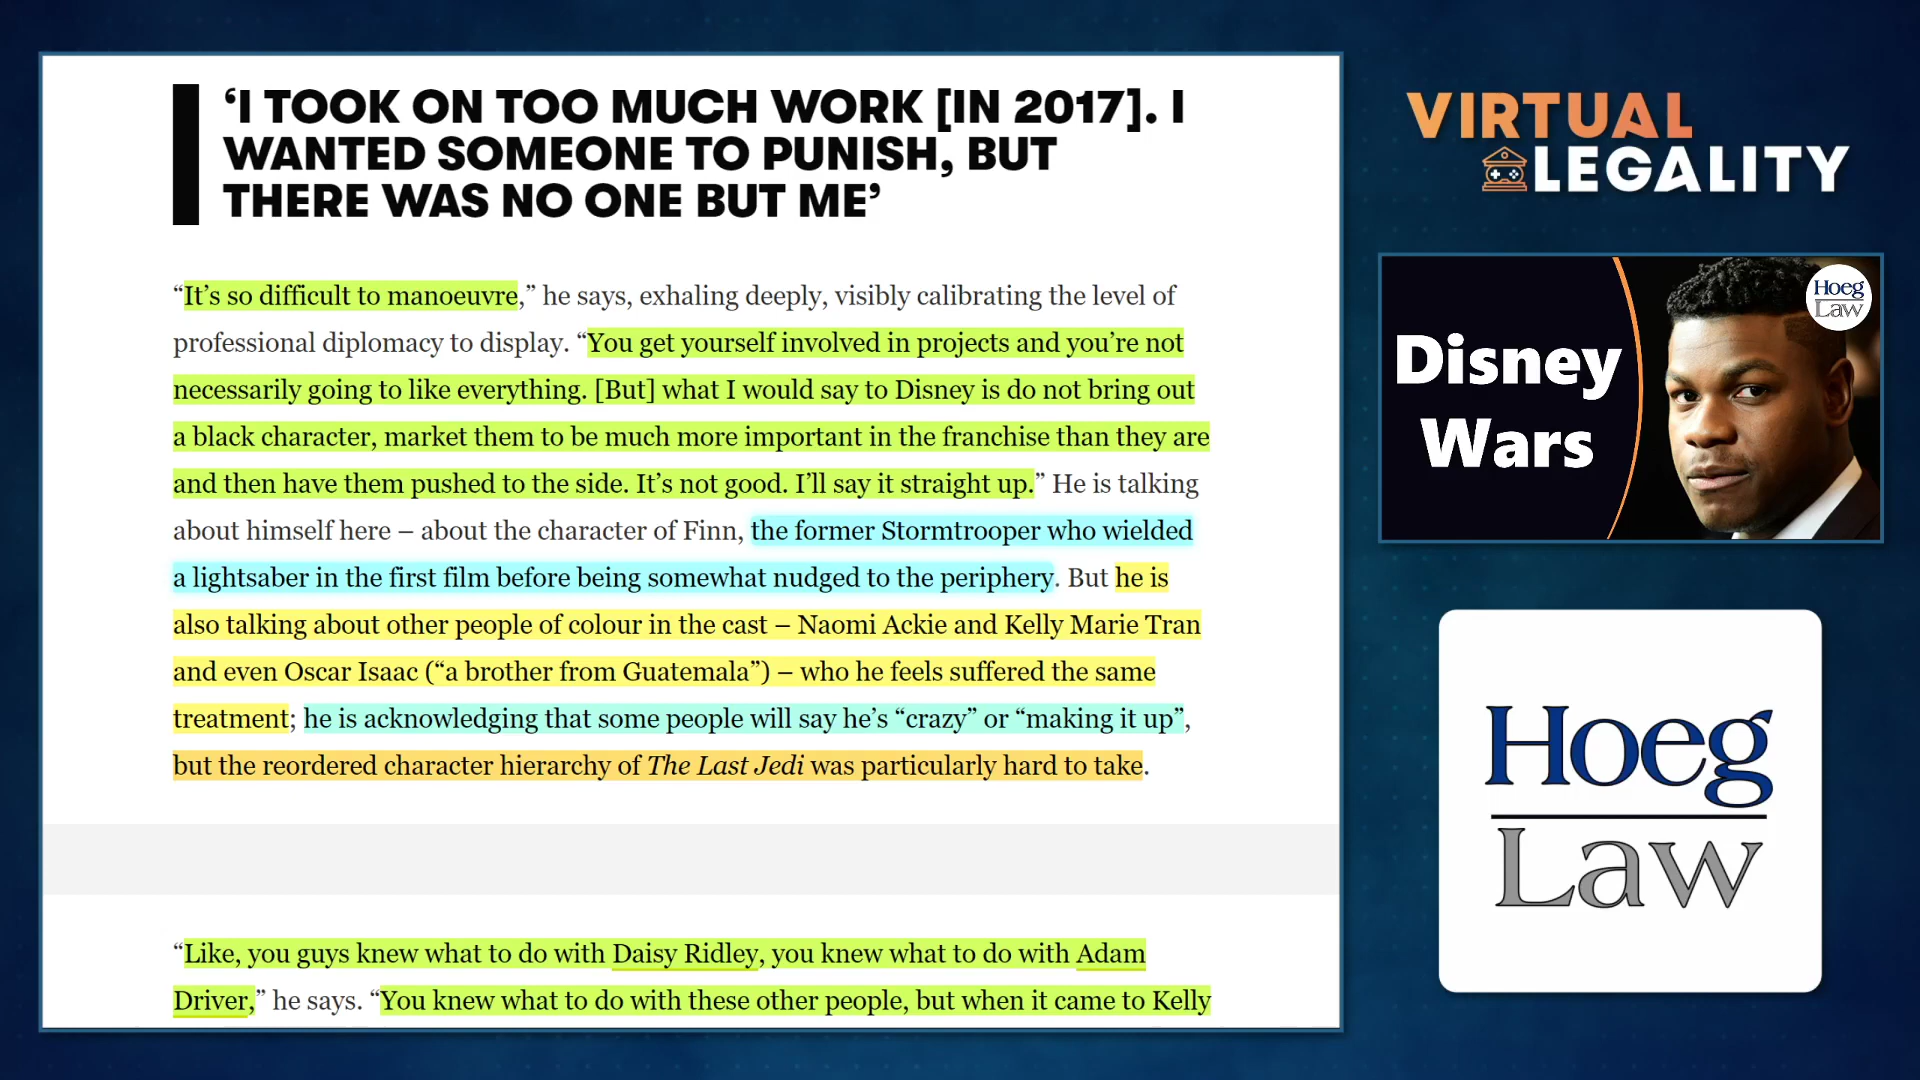 ‘I TOOK ON TOO MUCH WORK [IN 2017]. I
WANTED SOMEONE TO PUNISH, BUT
THERE WAS NO ONE BUT ME’
“It’s so difficult to manoeuvre,” he says, exhaling deeply, visibly calibrating the level of
professional diplomacy to display. “You get yourself involved in projects and you’re not
necessarily going to like everything. [But] what I would say to Disney is do not bring out
a black character, market them to be much more important in the franchise than they are
and then have them pushed to the side. It’s not good. I’ll say it straight up.” He is talking
about himself here – about the character of Finn, the former Stormtrooper who wielded
a lightsaber in the first film before being somewhat nudged to the periphery. But he is
also talking about other people of colour in the cast – Naomi Ackie and Kelly Marie Tran
and even Oscar Isaac (“a brother from Guatemala”) – who he feels suffered the same
treatment; he is acknowledging that some people will say he’s “crazy” or “making it up”,
but the reordered character hierarchy of The Last Jedi was particularly hard to take.
“Like, you guys knew what to do with Daisy Ridley, you knew what to do with Adam
Driver,” he says. “You knew what to do with these other people, but when it came to Kelly
VIRTUAL
LEGALITY
Disney
Wars
Hoeg
Law
Hoeg
Law